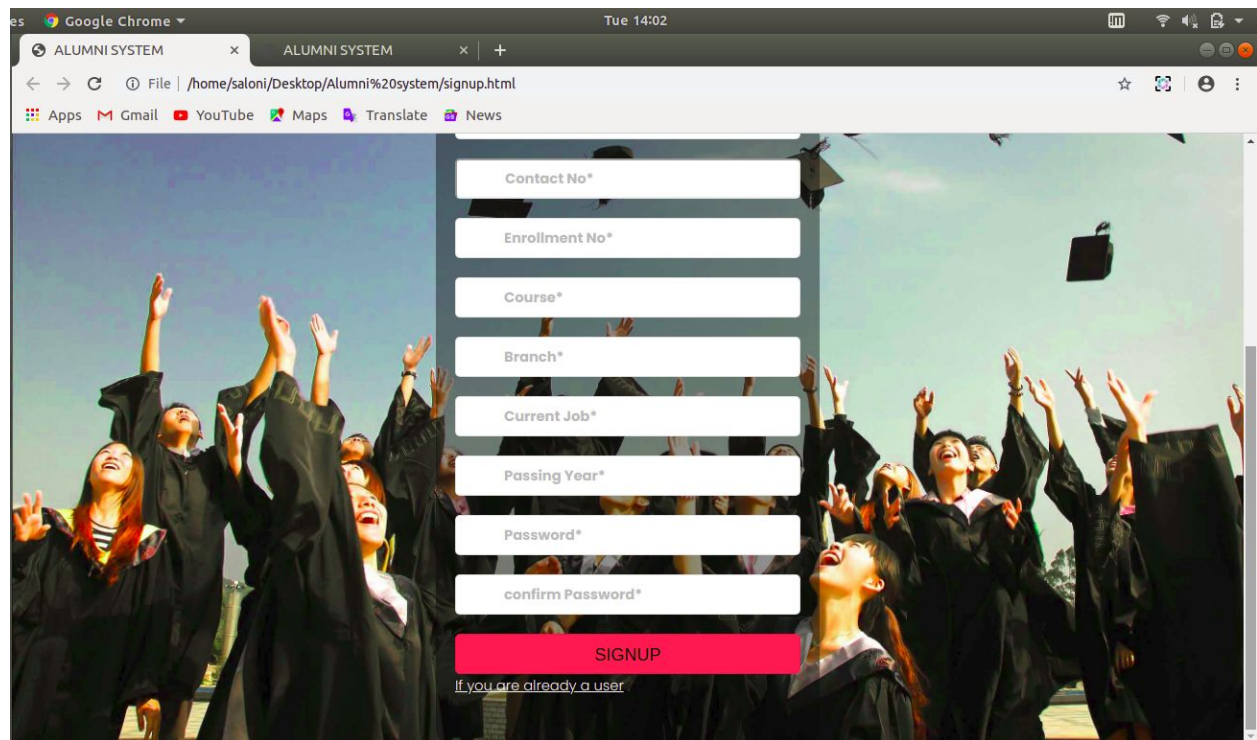 es Google Chrome Tue 14:02
ALUMNI SYSTEM × ALUMNI SYSTEM × +
File | /home/saloni/Desktop/Alumni%20system/signup.html
Apps Gmail YouTube Maps Translate News
Contact No*
Enrollment No*
Course*
Branch*
Current Job*
Passing Year*
Password*
confirm Password*
SIGNUP
If you are already a user